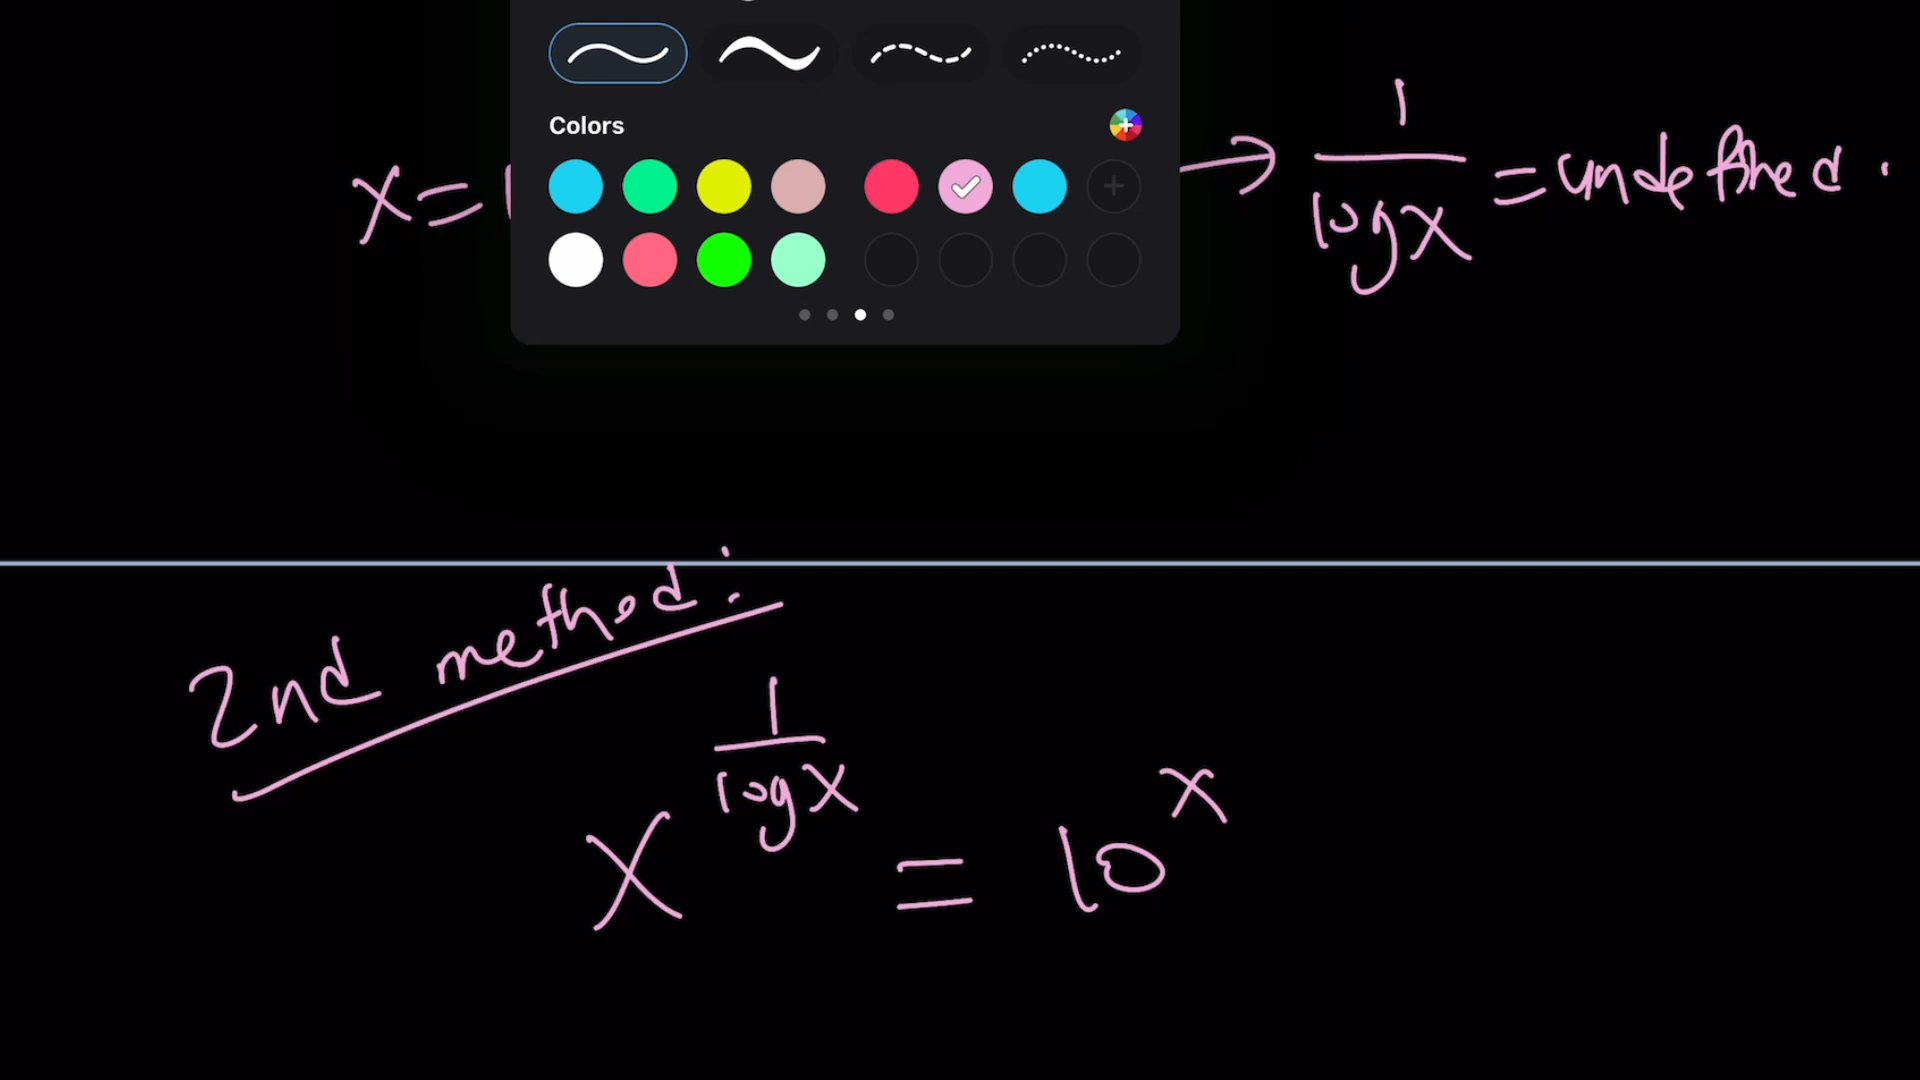 Colors
x = → 1/log x = undefined.
2nd method:
x^(1/log x) = 10^x